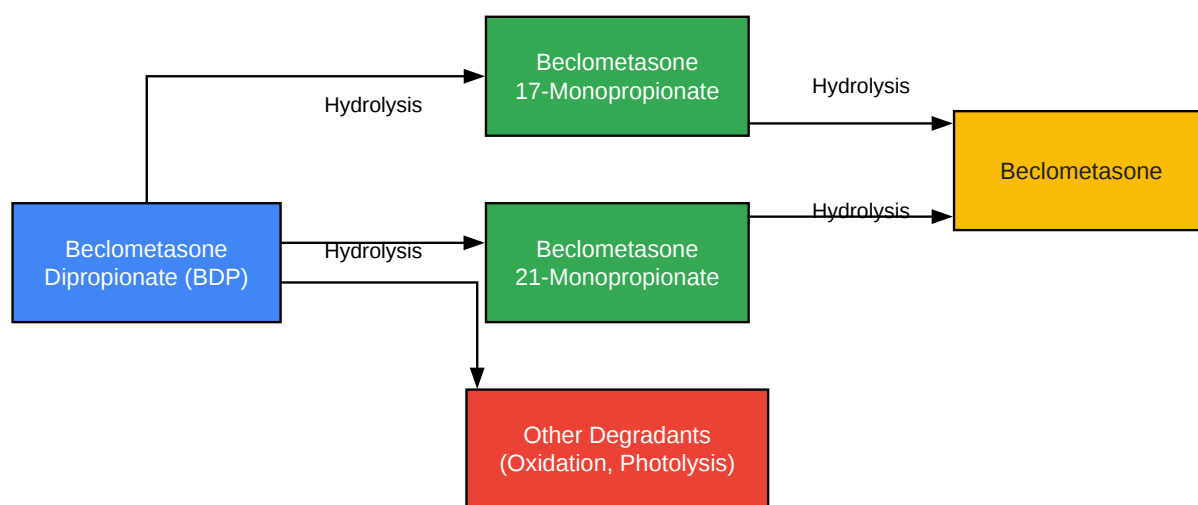 Beclometasone
17-Monopropionate
Hydrolysis
Hydrolysis
Beclometasone
Beclometasone
Dipropionate (BDP)
Hydrolysis
Beclometasone
21-Monopropionate
Hydrolysis
Other Degradants
(Oxidation, Photolysis)